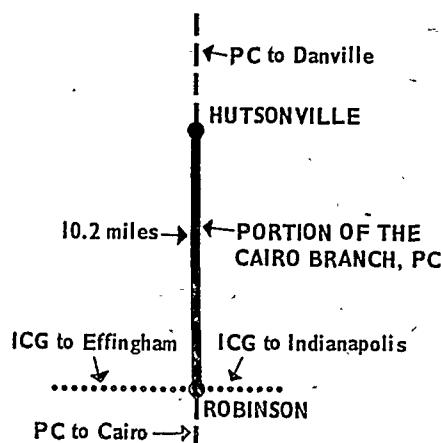 PC to Danville
HUTSONVILLE
10.2 miles
PORTION OF THE
CAIRO BRANCH, PC
ICG to Effingham
ICG to Indianapolis
ROBINSON
PC to Cairo